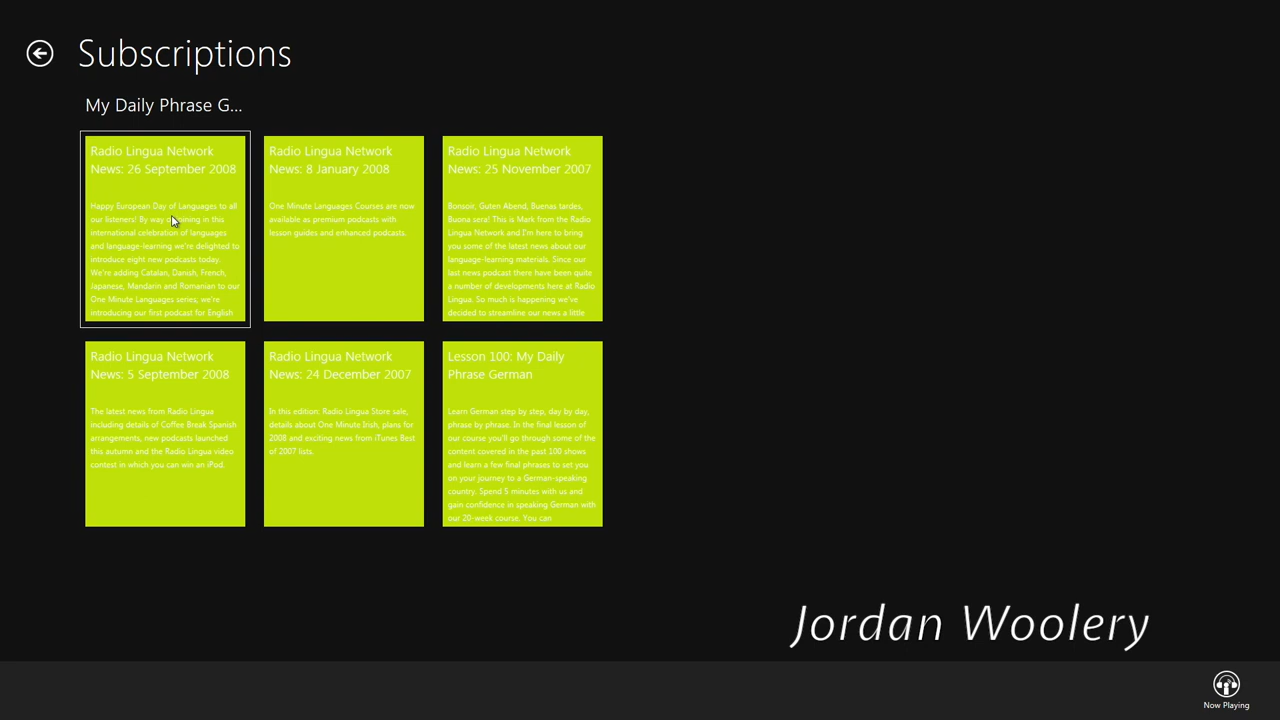 Subscriptions
My Daily Phrase G...
Radio Lingua Network
News: 26 September 2008
Happy European Day of Languages to all
our listeners! By way of joining in this
international celebration of languages
and language-learning we're delighted to
introduce eight new podcasts today.
We're adding Catalan, Danish, French,
Japanese, Mandarin and Romanian to our
One Minute Languages series, we're
introducing our first podcast for English
Radio Lingua Network
News: 8 January 2008
One Minute Languages Courses are now
available as premium podcasts with
lesson guides and enhanced podcasts.
Radio Lingua Network
News: 25 November 2007
Bonsoir, Guten Abend, Buenas tardes,
Buona sera! This is Mark from the Radio
Lingua Network and I'm here to bring
you some of the latest news about our
language-learning materials. Since our
last news podcast there have been quite
a number of developments here at Radio
Lingua. So much is happening we've
decided to streamline our news a little
Radio Lingua Network
News: 5 September 2008
The latest news from Radio Lingua
including details of Coffee Break Spanish
arrangements, new podcasts launched
this autumn and the Radio Lingua video
contest in which you can win an iPod.
Radio Lingua Network
News: 24 December 2007
In this edition: Radio Lingua Store sale,
details about One Minute Irish, plans for
2008 and exciting news from iTunes Best
of 2007 lists.
Lesson 100: My Daily
Phrase German
Learn German step by step, day by day,
phrase by phrase. In the final lesson of
our course you'll go through some of the
content covered in the past 100 shows
and learn a few final phrases to set you
on your journey to a German-speaking
country. Spend 5 minutes with us and
gain confidence in speaking German with
our 20-week course. You can
Jordan Woolery
Now Playing